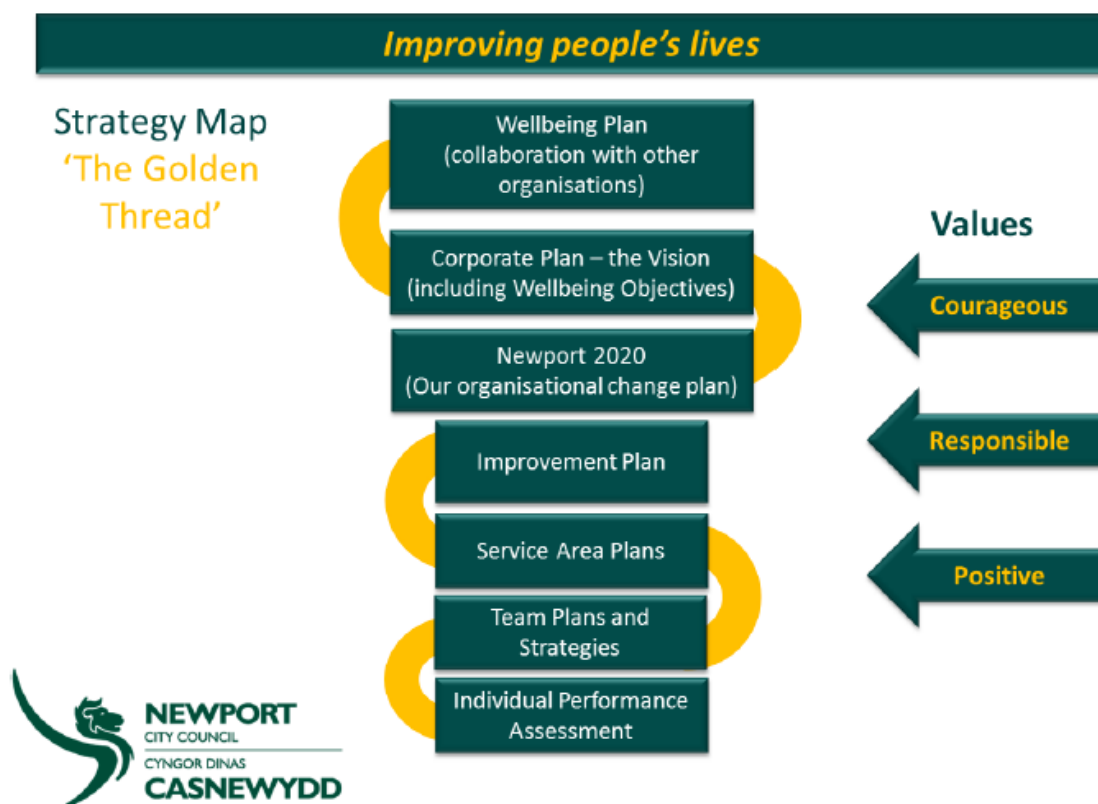 Improving people's lives
Strategy Map
'The Golden
Thread'
Wellbeing Plan
(collaboration with other
organisations)
Corporate Plan – the Vision
(including Wellbeing Objectives)
Newport 2020
(Our organisational change plan)
Improvement Plan
Service Area Plans
Team Plans and
Strategies
Individual Performance
Assessment
Values
Courageous
Responsible
Positive
NEWPORT
CITY COUNCIL
CYNGOR DINAS
CASNEWYDD